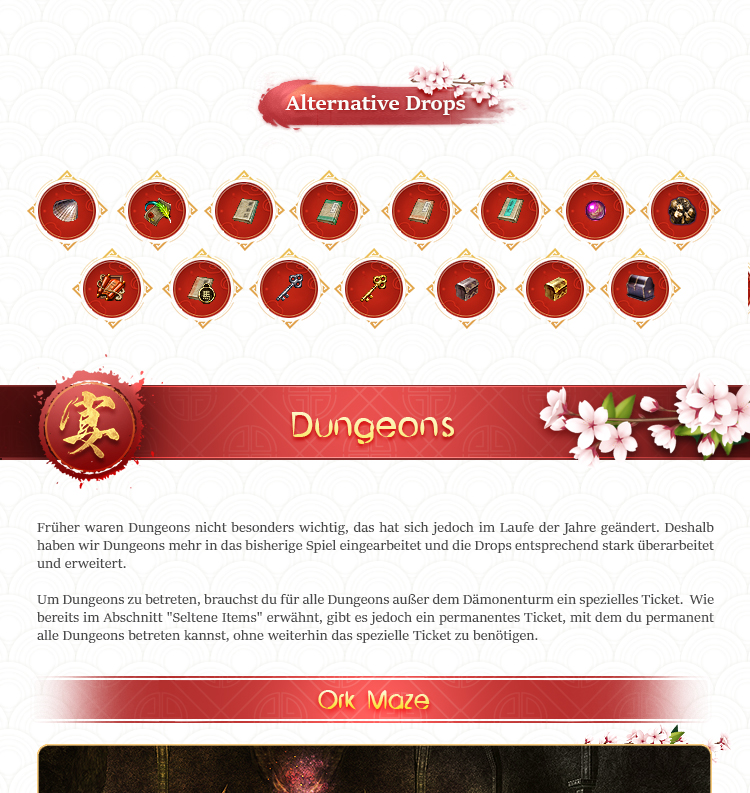 Alternative Drops
宴
Dungeons
Früher waren Dungeons nicht besonders wichtig, das hat sich jedoch im Laufe der Jahre geändert. Deshalb
haben wir Dungeons mehr in das bisherige Spiel eingearbeitet und die Drops entsprechend stark überarbeitet
und erweitert.
Um Dungeons zu betreten, brauchst du für alle Dungeons außer dem Dämonenturm ein spezielles Ticket. Wie
bereits im Abschnitt "Seltene Items" erwähnt, gibt es jedoch ein permanentes Ticket, mit dem du permanent
alle Dungeons betreten kannst, ohne weiterhin das spezielle Ticket zu benötigen.
Ork Maze